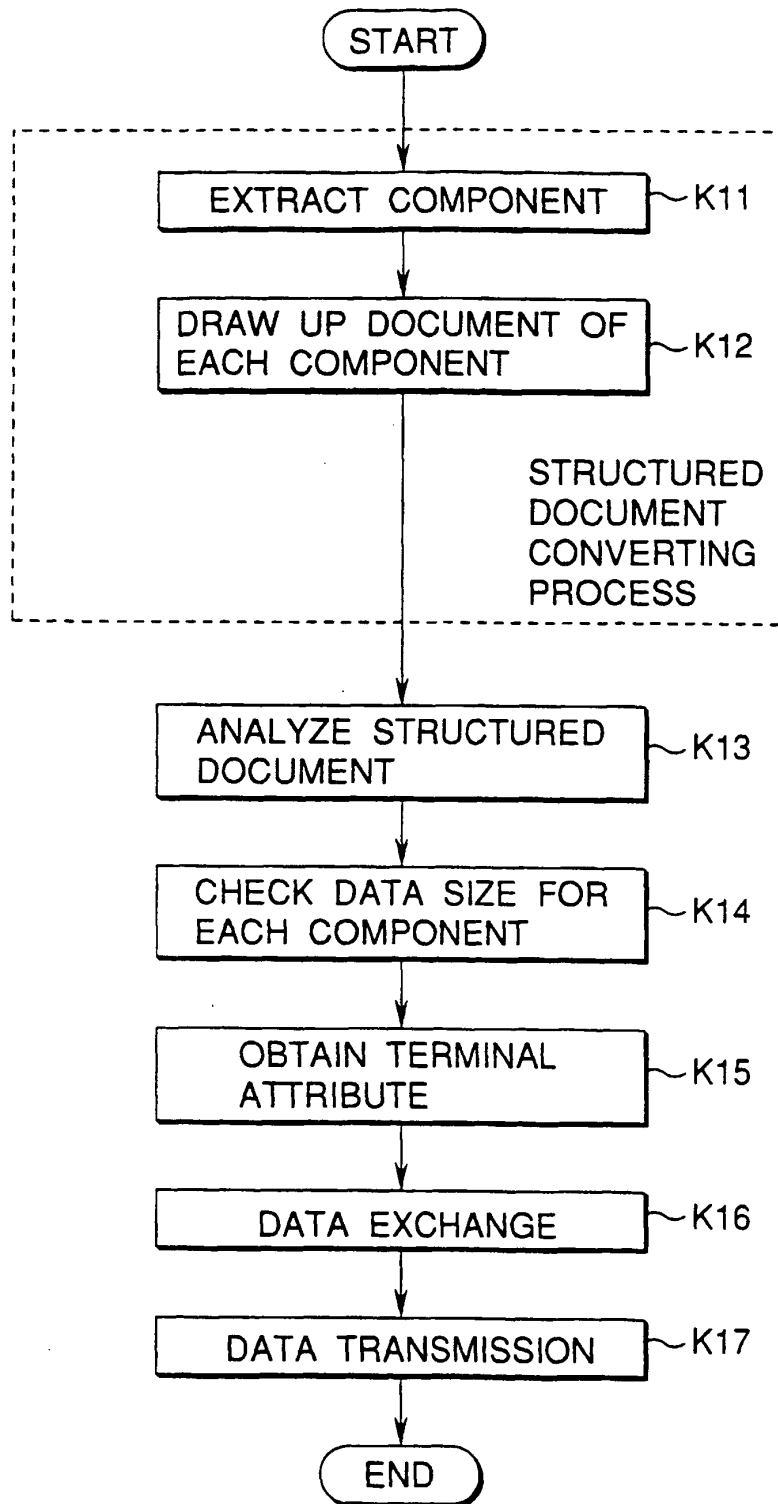 START
EXTRACT COMPONENT
K11
DRAW UP DOCUMENT OF
EACH COMPONENT
K12
STRUCTURED
DOCUMENT
CONVERTING
PROCESS
ANALYZE STRUCTURED
DOCUMENT
K13
CHECK DATA SIZE FOR
EACH COMPONENT
K14
OBTAIN TERMINAL
ATTRIBUTE
K15
DATA EXCHANGE
K16
DATA TRANSMISSION
K17
END